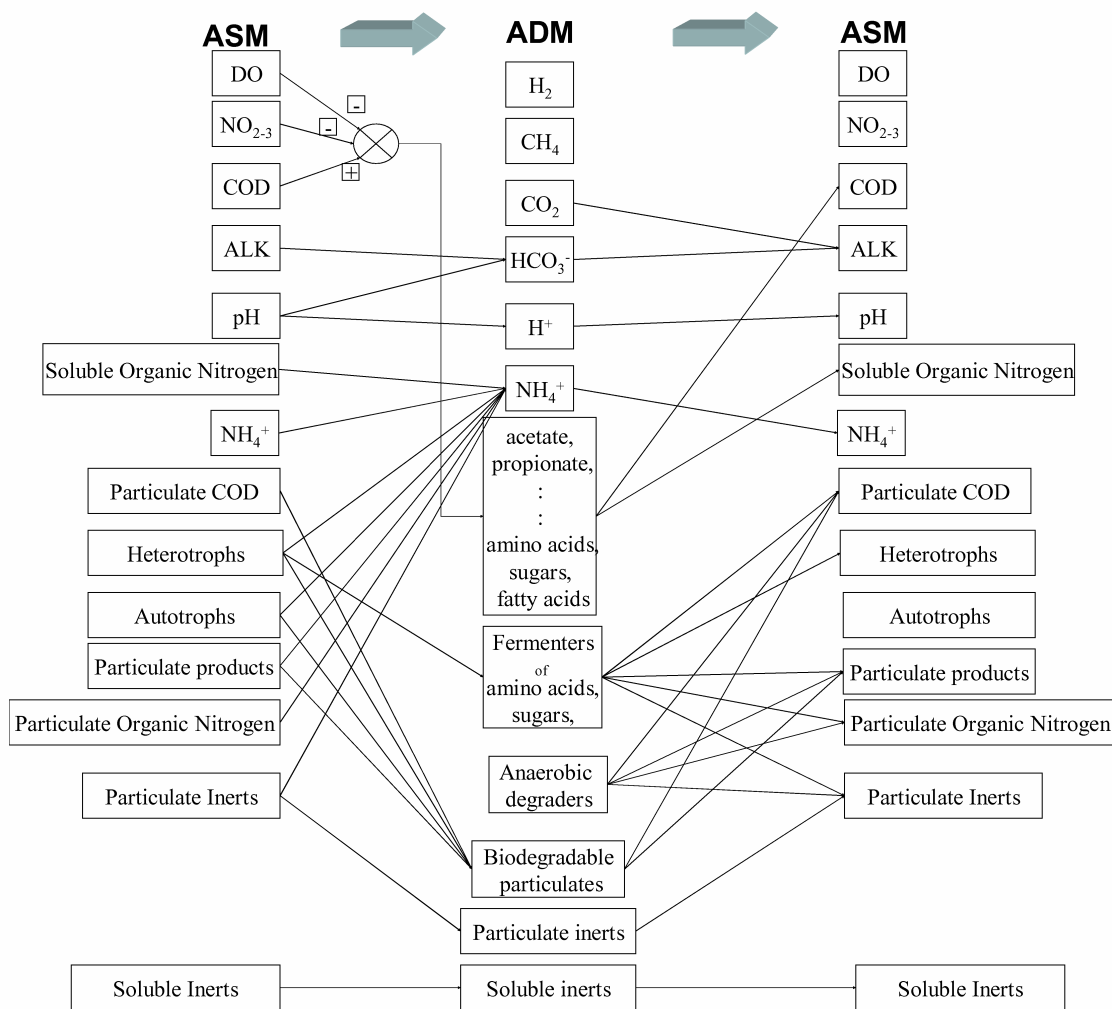 ASM
ADM
ASM
DO
NO2-3
COD
ALK
pH
Soluble Organic Nitrogen
NH4+
Particulate COD
Heterotrophs
Autotrophs
Particulate products
Particulate Organic Nitrogen
Particulate Inerts
Soluble Inerts
-
-
+
H2
CH4
CO2
HCO3-
H+
NH4+
acetate,
propionate,
:
:
amino acids,
sugars,
fatty acids
Fermenters
of
amino acids,
sugars,
Anaerobic
degraders
Biodegradable
particulates
Particulate inerts
Soluble inerts
DO
NO2-3
COD
ALK
pH
Soluble Organic Nitrogen
NH4+
Particulate COD
Heterotrophs
Autotrophs
Particulate products
Particulate Organic Nitrogen
Particulate Inerts
Soluble Inerts